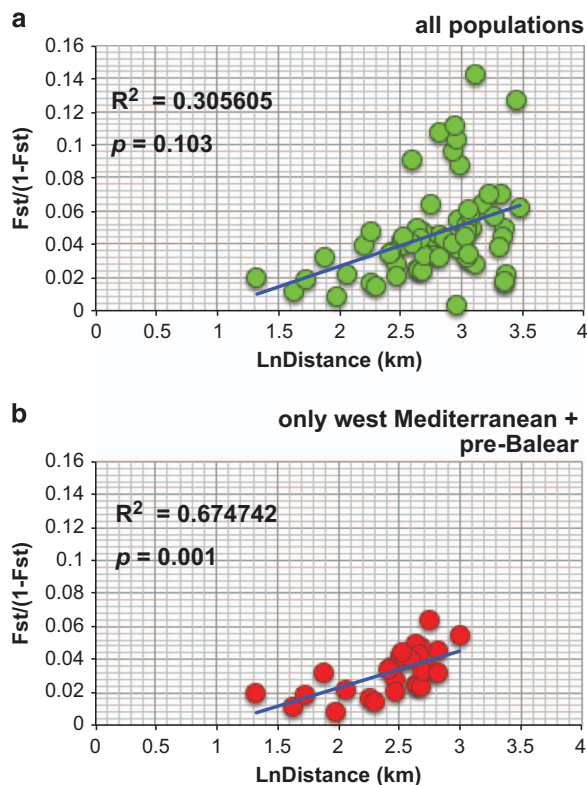 a
all populations
0.16
0.14
0.12
0.1
0.08
0.06
0.04
0.02
0
Fst/(1-Fst)
R² = 0.305605
p = 0.103
0 0.5 1 1.5 2 2.5 3 3.5 4
LnDistance (km)
b
only west Mediterranean +
pre-Balear
0.16
0.14
0.12
0.1
0.08
0.06
0.04
0.02
0
Fst/(1-Fst)
R² = 0.674742
p = 0.001
0 0.5 1 1.5 2 2.5 3 3.5 4
LnDistance (km)